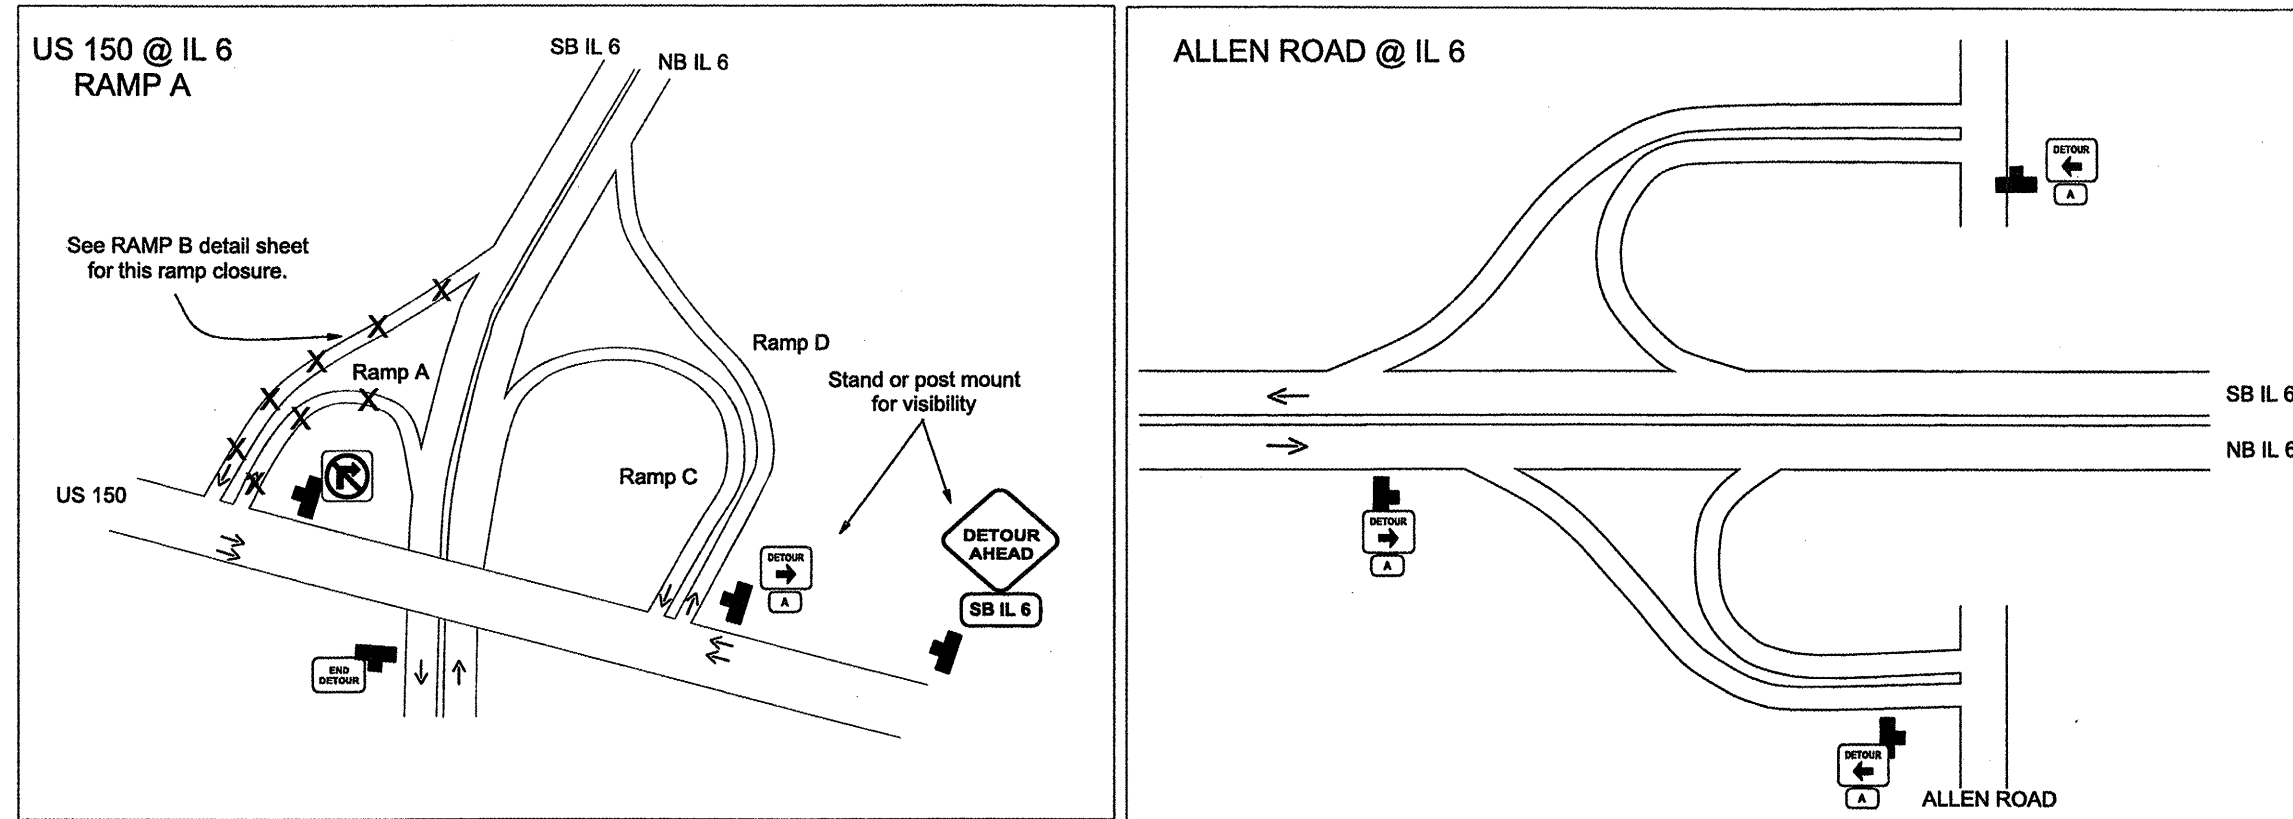 US 150 @ IL 6
RAMP A
SB IL 6
NB IL 6
See RAMP B detail sheet
for this ramp closure.
Ramp A
Ramp D
Stand or post mount
for visibility
Ramp C
US 150
DETOUR
A
DETOUR
AHEAD
SB IL 6
END
DETOUR
ALLEN ROAD @ IL 6
DETOUR
A
SB IL 6
NB IL 6
DETOUR
A
DETOUR
A
ALLEN ROAD